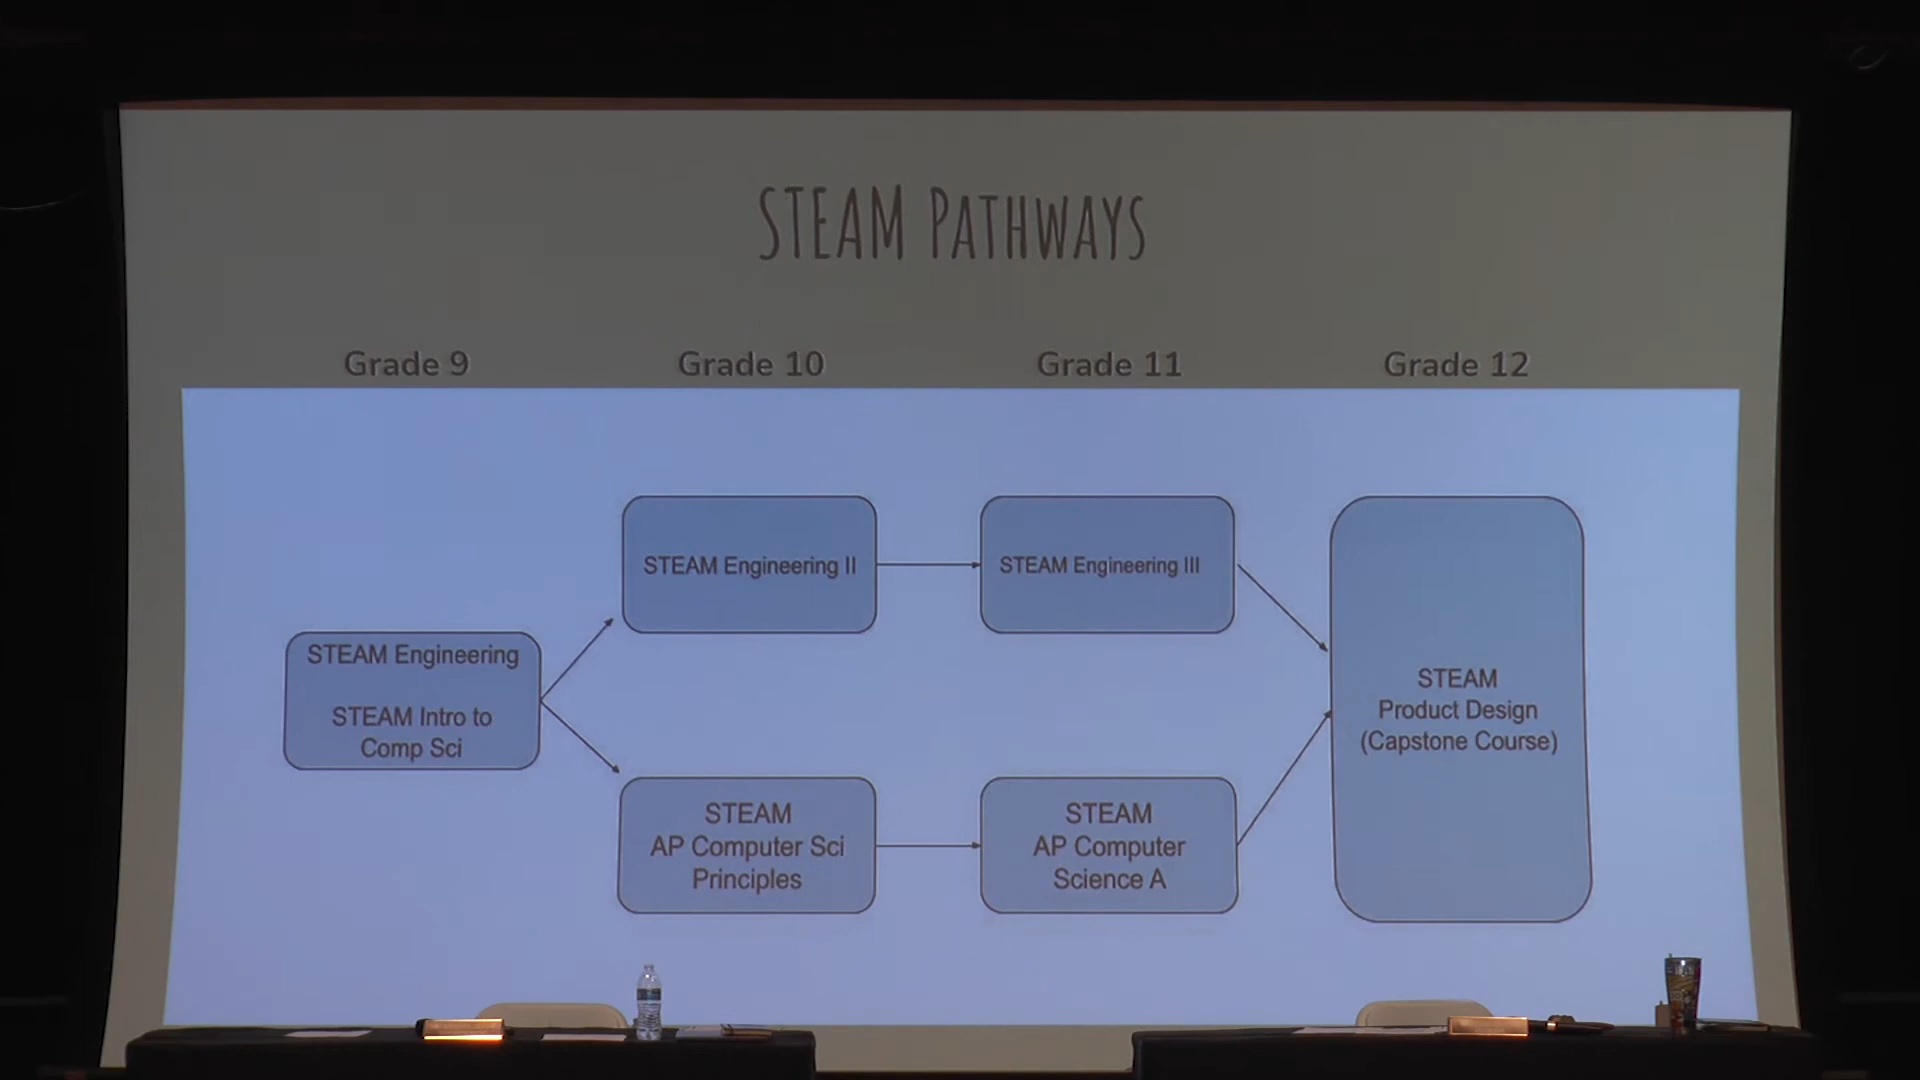 STEAM PATHWAYS
Grade 9
Grade 10
Grade 11
Grade 12
STEAM Engineering
STEAM Intro to
Comp Sci
STEAM Engineering II
STEAM Engineering III
STEAM
AP Computer Sci
Principles
STEAM
AP Computer
Science A
STEAM
Product Design
(Capstone Course)